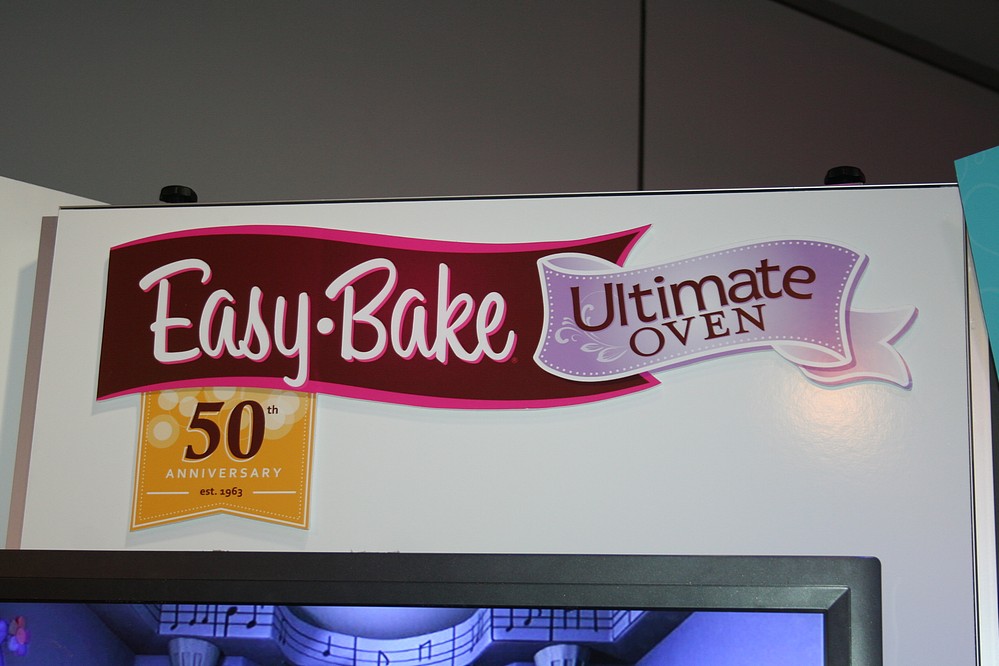 Easy·Bake
Ultimate
OVEN
50th
ANNIVERSARY
est. 1963